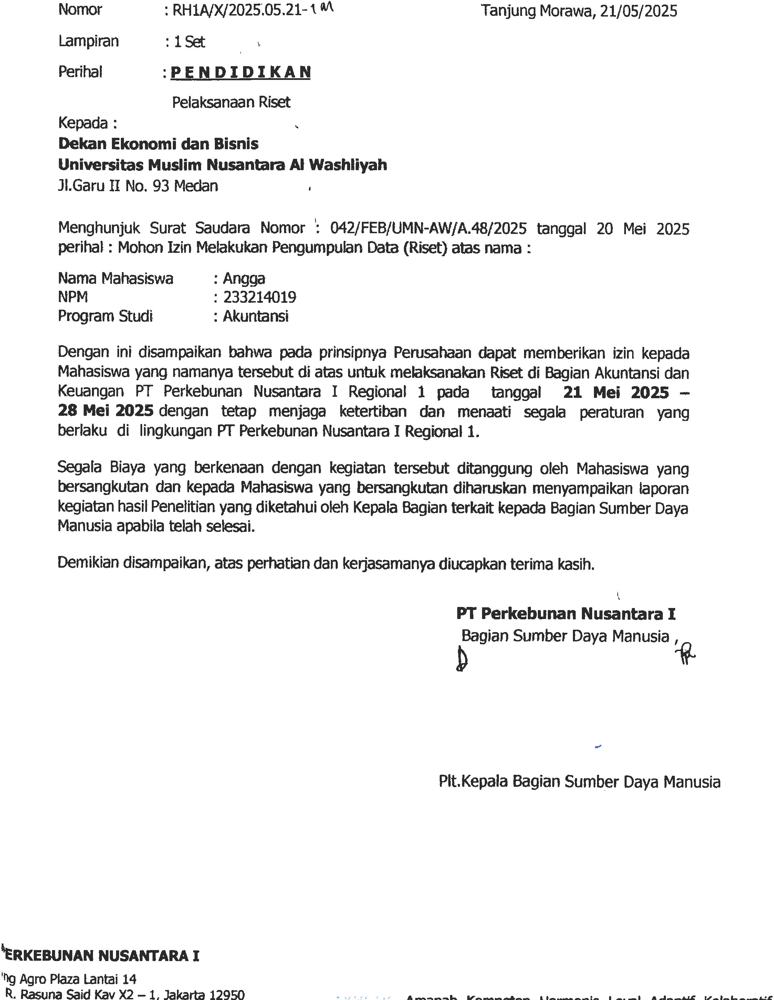 Nomor : RH1A/X/2025.05.21-1 Tanjung Morawa, 21/05/2025
Lampiran : 1 Set
Perihal : PENDIDIKAN
Pelaksanaan Riset
Kepada :
Dekan Ekonomi dan Bisnis
Universitas Muslim Nusantara Al Washliyah
Jl.Garu II No. 93 Medan
Menghunjuk Surat Saudara Nomor : 042/FEB/UMN-AW/A.48/2025 tanggal 20 Mei 2025
perihal : Mohon Izin Melakukan Pengumpulan Data (Riset) atas nama :
Nama Mahasiswa : Angga
NPM : 233214019
Program Studi : Akuntansi
Dengan ini disampaikan bahwa pada prinsipnya Perusahaan dapat memberikan izin kepada
Mahasiswa yang namanya tersebut di atas untuk melaksanakan Riset di Bagian Akuntansi dan
Keuangan PT Perkebunan Nusantara I Regional 1 pada tanggal 21 Mei 2025 –
28 Mei 2025 dengan tetap menjaga ketertiban dan menaati segala peraturan yang
berlaku di lingkungan PT Perkebunan Nusantara I Regional 1.
Segala Biaya yang berkenaan dengan kegiatan tersebut ditanggung oleh Mahasiswa yang
bersangkutan dan kepada Mahasiswa yang bersangkutan diharuskan menyampaikan laporan
kegiatan hasil Penelitian yang diketahui oleh Kepala Bagian terkait kepada Bagian Sumber Daya
Manusia apabila telah selesai.
Demikian disampaikan, atas perhatian dan kerjasamanya diucapkan terima kasih.
PT Perkebunan Nusantara I
Bagian Sumber Daya Manusia
Plt.Kepala Bagian Sumber Daya Manusia
ERKEBUNAN NUSANTARA I
ng Agro Plaza Lantai 14
R. Rasuna Said Kav X2 – 1, Jakarta 12950
Amanah Kompeten Harmonis Loyal Adaptif Kolaboratif